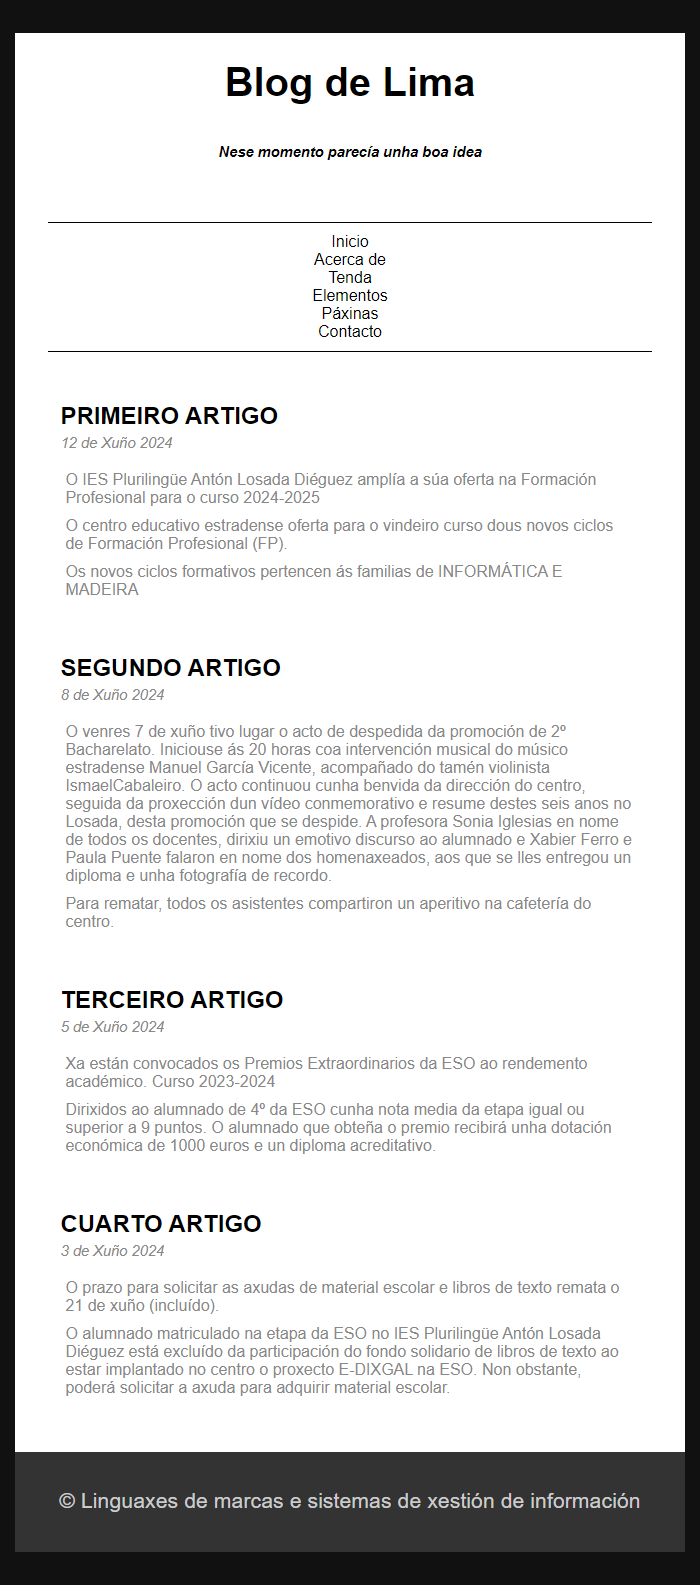 Blog de Lima
Nese momento parecía unha boa idea
Inicio
Acerca de
Tenda
Elementos
Páxinas
Contacto
PRIMEIRO ARTIGO
12 de Xuño 2024
O IES Plurilingüe Antón Losada Diéguez amplía a súa oferta na Formación
Profesional para o curso 2024-2025
O centro educativo estradense oferta para o vindeiro curso dous novos ciclos
de Formación Profesional (FP).
Os novos ciclos formativos pertencen ás familias de INFORMÁTICA E
MADEIRA
SEGUNDO ARTIGO
8 de Xuño 2024
O venres 7 de xuño tivo lugar o acto de despedida da promoción de 2º
Bacharelato. Iniciouse ás 20 horas coa intervención musical do músico
estradense Manuel García Vicente, acompañado do tamén violinista
IsmaelCabaleiro. O acto continuou cunha benvida da dirección do centro,
seguida da proxección dun vídeo conmemorativo e resume destes seis anos no
Losada, desta promoción que se despide. A profesora Sonia Iglesias en nome
de todos os docentes, dirixiu un emotivo discurso ao alumnado e Xabier Ferro e
Paula Puente falaron en nome dos homenaxeados, aos que se lles entregou un
diploma e unha fotografía de recordo.
Para rematar, todos os asistentes compartiron un aperitivo na cafetería do
centro.
TERCEIRO ARTIGO
5 de Xuño 2024
Xa están convocados os Premios Extraordinarios da ESO ao rendemento
académico. Curso 2023-2024
Dirixidos ao alumnado de 4º da ESO cunha nota media da etapa igual ou
superior a 9 puntos. O alumnado que obteña o premio recibirá unha dotación
económica de 1000 euros e un diploma acreditativo.
CUARTO ARTIGO
3 de Xuño 2024
O prazo para solicitar as axudas de material escolar e libros de texto remata o
21 de xuño (incluído).
O alumnado matriculado na etapa da ESO no IES Plurilingüe Antón Losada
Diéguez está excluído da participación do fondo solidario de libros de texto ao
estar implantado no centro o proxecto E-DIXGAL na ESO. Non obstante,
poderá solicitar a axuda para adquirir material escolar.
© Linguaxes de marcas e sistemas de xestión de información